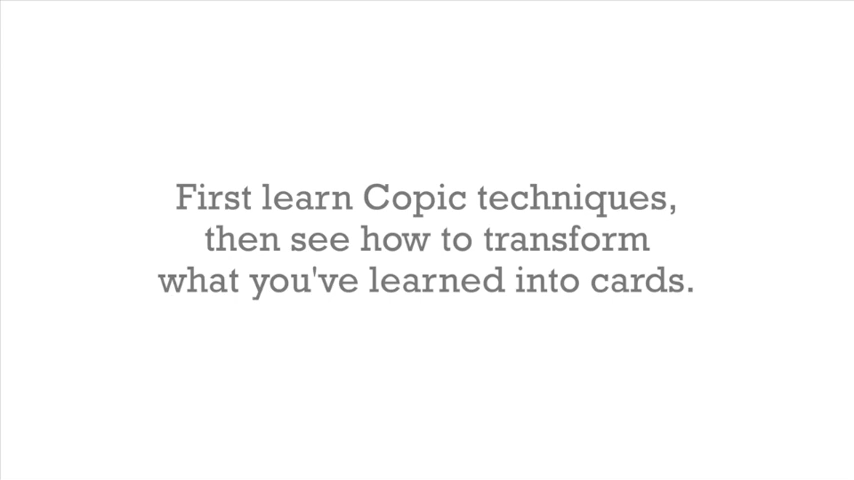 First learn Copic techniques,
then see how to transform
what you've learned into cards.